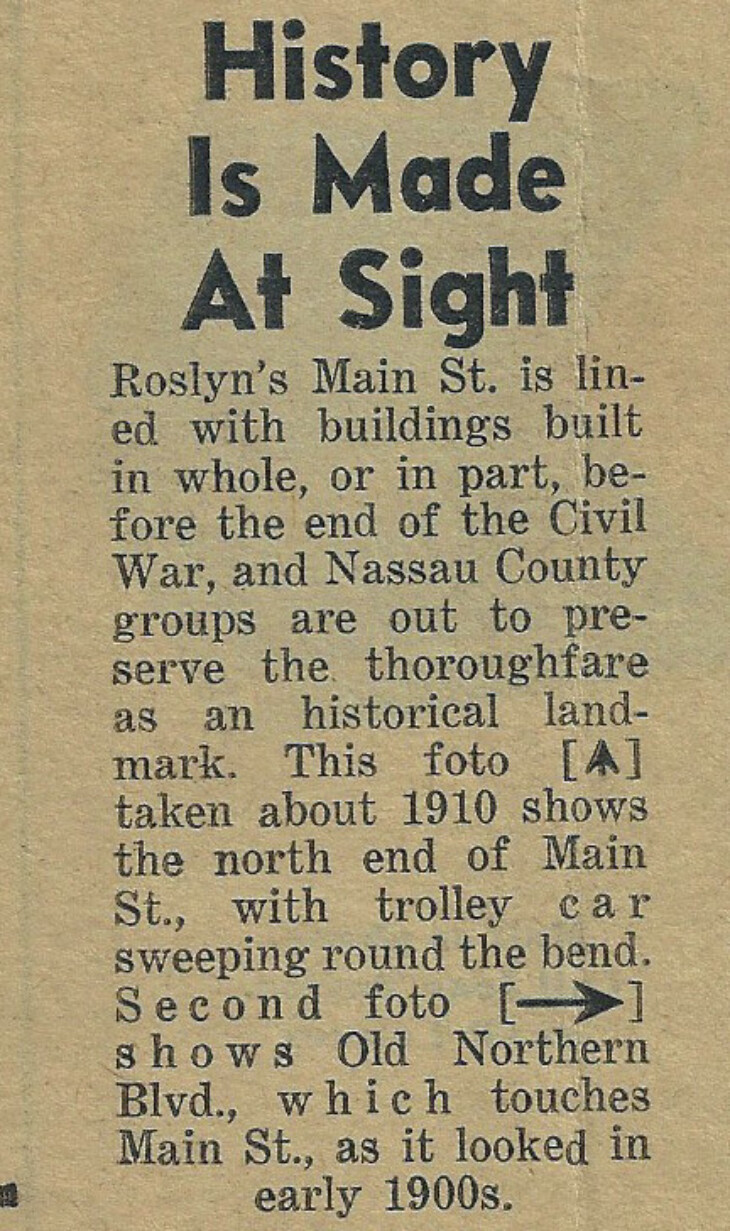 History
Is Made
At Sight
Roslyn's Main St. is lin-
ed with buildings built
in whole, or in part, be-
fore the end of the Civil
War, and Nassau County
groups are out to pre-
serve the thoroughfare
as an historical land-
mark. This foto [↑]
taken about 1910 shows
the north end of Main
St., with trolley car
sweeping round the bend.
Second foto [→]
shows Old Northern
Blvd., which touches
Main St., as it looked in
early 1900s.